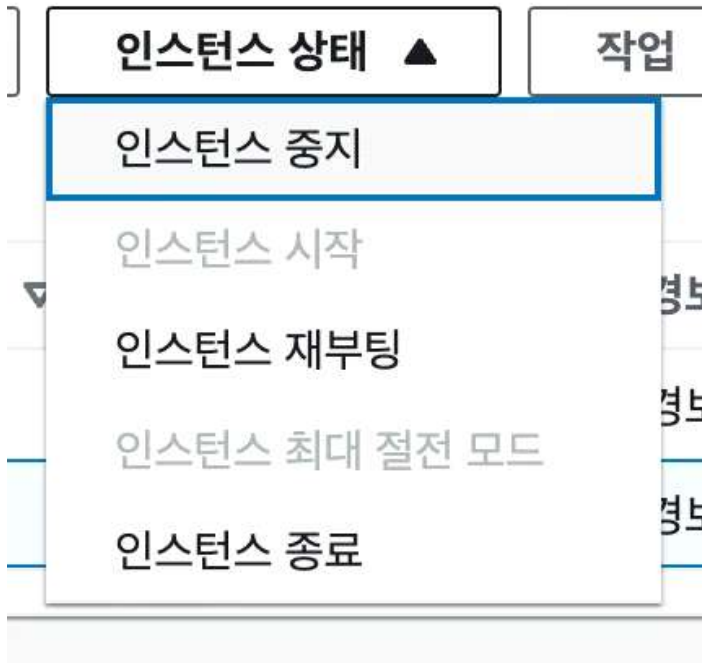 인스턴스 상태 ▲ 작업
인스턴스 중지
인스턴스 시작
인스턴스 재부팅
인스턴스 최대 절전 모드
인스턴스 종료